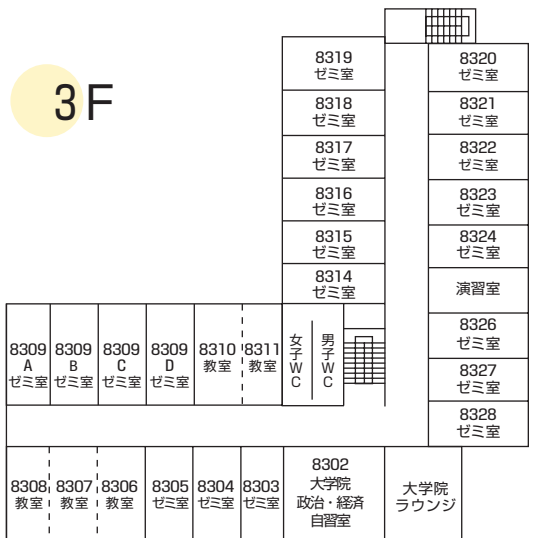 3F
8319
ゼミ室
8318
ゼミ室
8317
ゼミ室
8316
ゼミ室
8315
ゼミ室
8314
ゼミ室
8320
ゼミ室
8321
ゼミ室
8322
ゼミ室
8323
ゼミ室
8324
ゼミ室
演習室
8326
ゼミ室
8327
ゼミ室
8328
ゼミ室
8309
A
ゼミ室
8309
B
ゼミ室
8309
C
ゼミ室
8309
D
ゼミ室
8310
教室
8311
教室
女子WC
男子WC
8308
教室
8307
教室
8306
教室
8305
ゼミ室
8304
ゼミ室
8303
ゼミ室
8302
大学院
政治・経済
自習室
大学院
ラウンジ